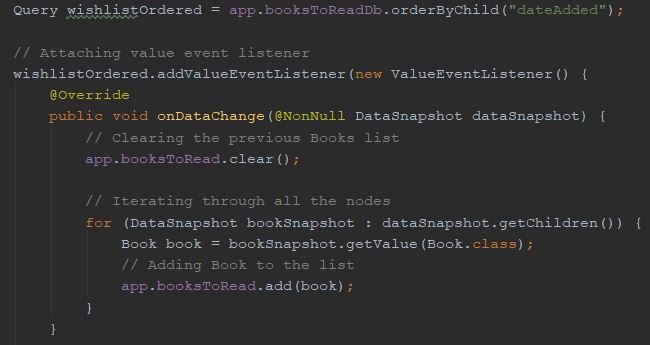 Query wishlistOrdered = app.booksToReadDb.orderByChild("dateAdded");
// Attaching value event listener
wishlistOrdered.addValueEventListener(new ValueEventListener() {
@Override
public void onDataChange(@NonNull DataSnapshot dataSnapshot) {
// Clearing the previous Books list
app.booksToRead.clear();
// Iterating through all the nodes
for (DataSnapshot bookSnapshot : dataSnapshot.getChildren()) {
Book book = bookSnapshot.getValue(Book.class);
// Adding Book to the list
app.booksToRead.add(book);
}
}